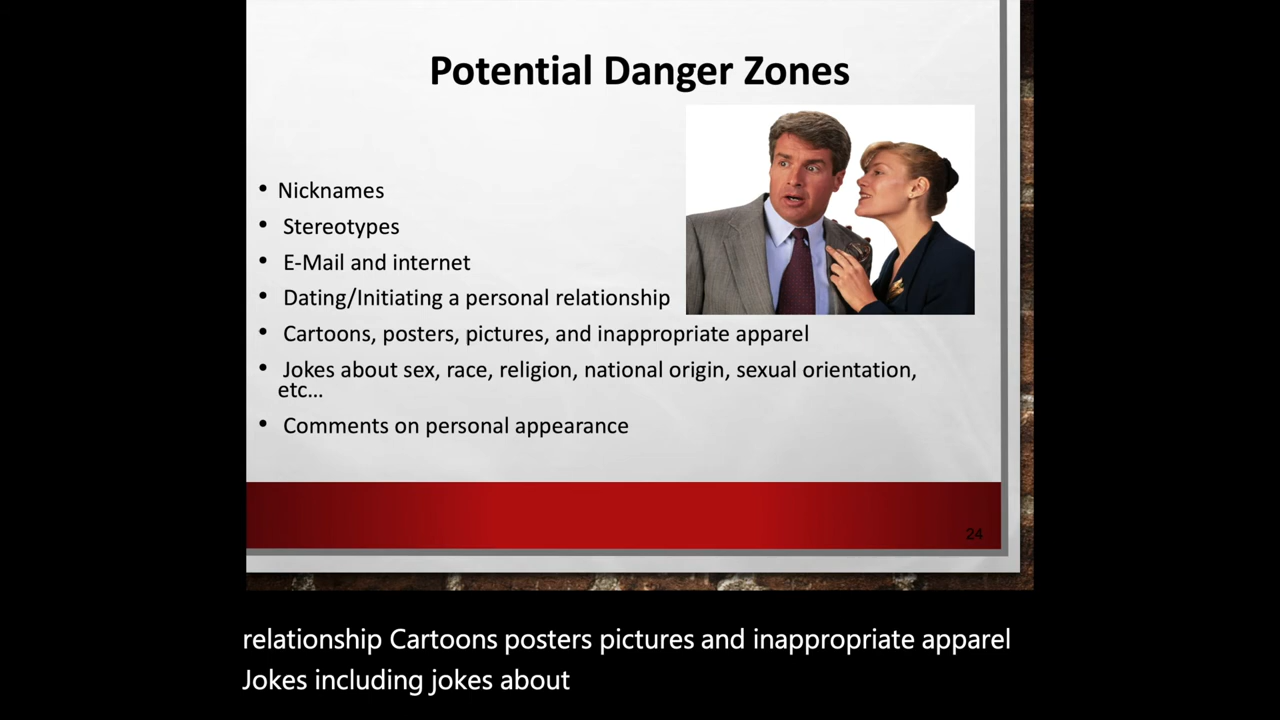 Potential Danger Zones
• Nicknames
• Stereotypes
• E-Mail and internet
• Dating/Initiating a personal relationship
• Cartoons, posters, pictures, and inappropriate apparel
• Jokes about sex, race, religion, national origin, sexual orientation,
etc...
• Comments on personal appearance
24
relationship Cartoons posters pictures and inappropriate apparel
Jokes including jokes about